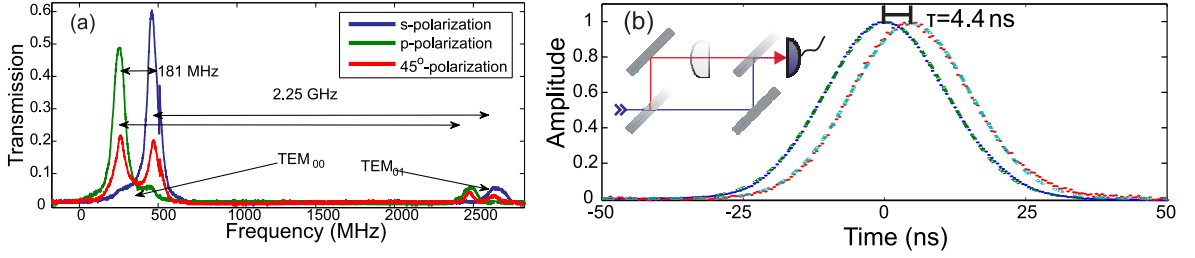 (a)
s-polarization
p-polarization
45°-polarization
181 MHz
2,25 GHz
TEM00
TEM01
Transmission
0.6
0.5
0.4
0.3
0.2
0.1
0
0 500 1000 1500 2000 2500
Frequency (MHz)
(b)
τ=4.4 ns
Amplitude
1
0.8
0.6
0.4
0.2
0
-50 -25 0 25 50
Time (ns)